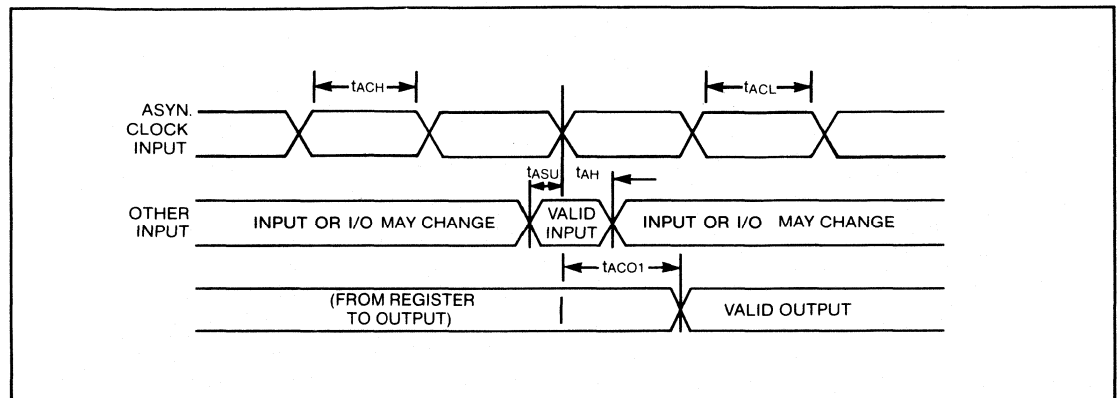 tACH
tACL
ASYN.
CLOCK
INPUT
tASU
tAH
OTHER
INPUT
INPUT OR I/O MAY CHANGE
VALID
INPUT
INPUT OR I/O MAY CHANGE
tACO1
(FROM REGISTER
TO OUTPUT)
VALID OUTPUT